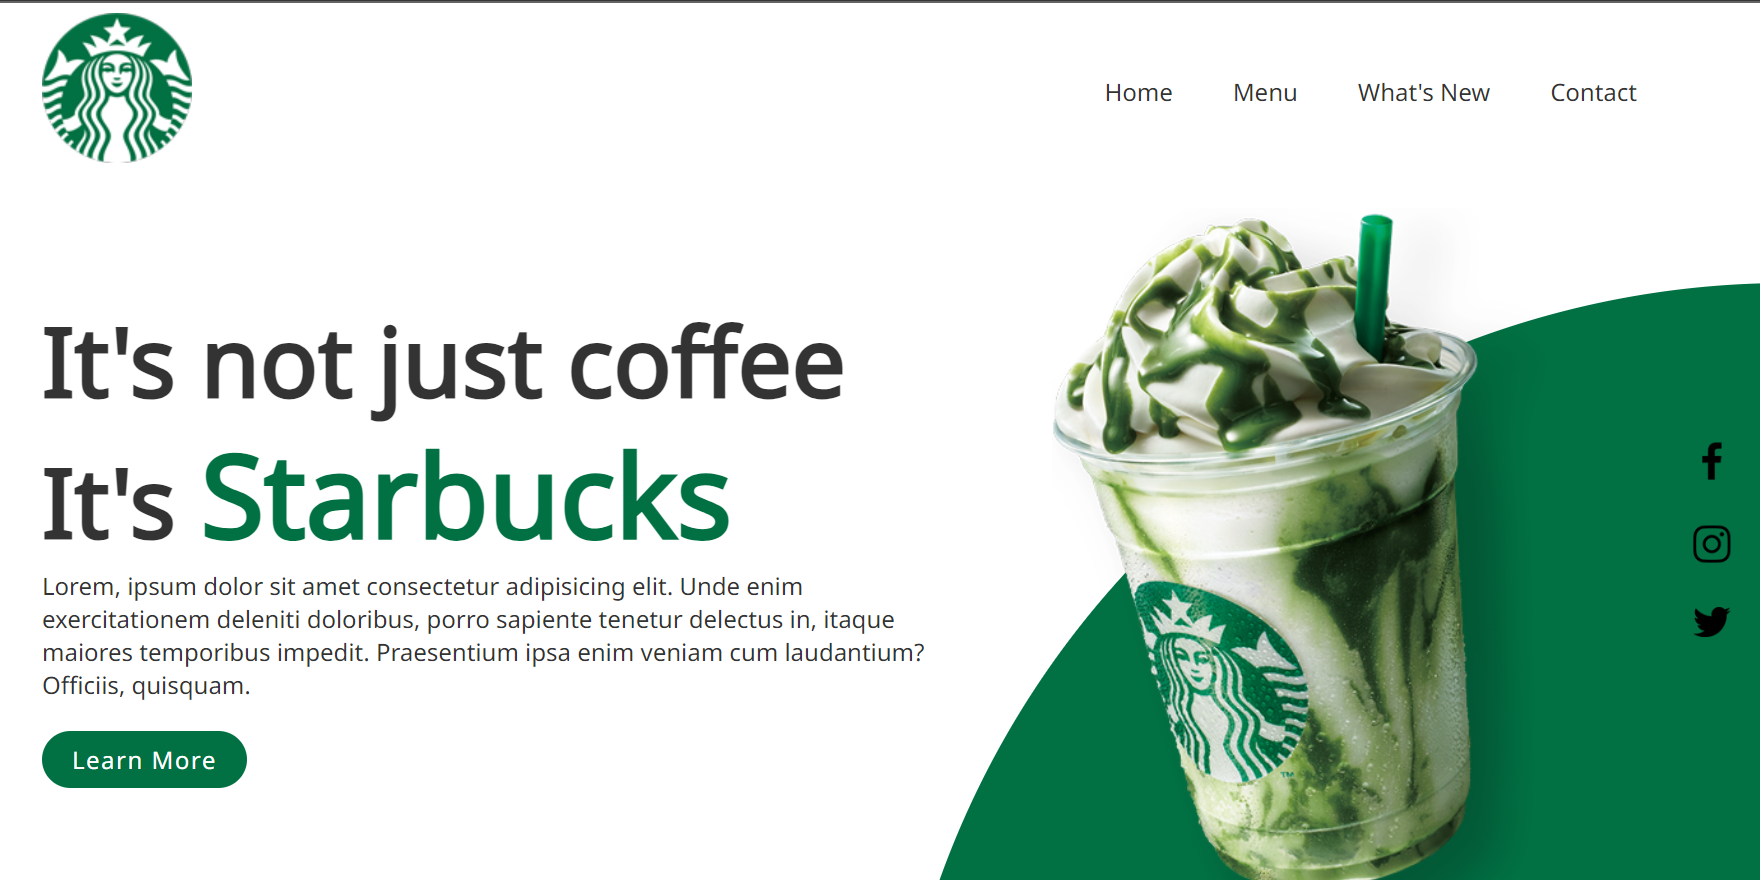 Home Menu What's New Contact
It's not just coffee
It's Starbucks
Lorem, ipsum dolor sit amet consectetur adipisicing elit. Unde enim
exercitationem deleniti doloribus, porro sapiente tenetur delectus in, itaque
maiores temporibus impedit. Praesentium ipsa enim veniam cum laudantium?
Officiis, quisquam.
Learn More
TM